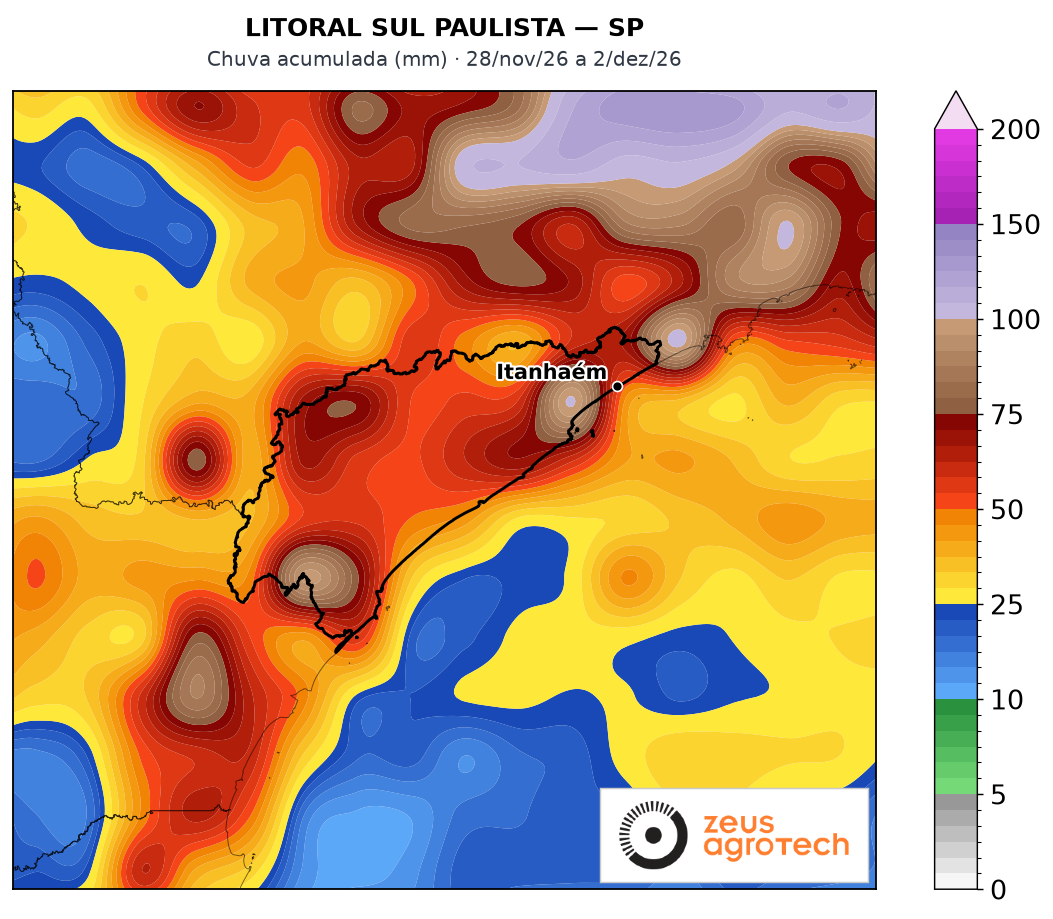 LITORAL SUL PAULISTA — SP
Chuva acumulada (mm) · 28/nov/26 a 2/dez/26
Itanhaém
200
150
100
75
50
25
10
5
0
zeus
agrotech